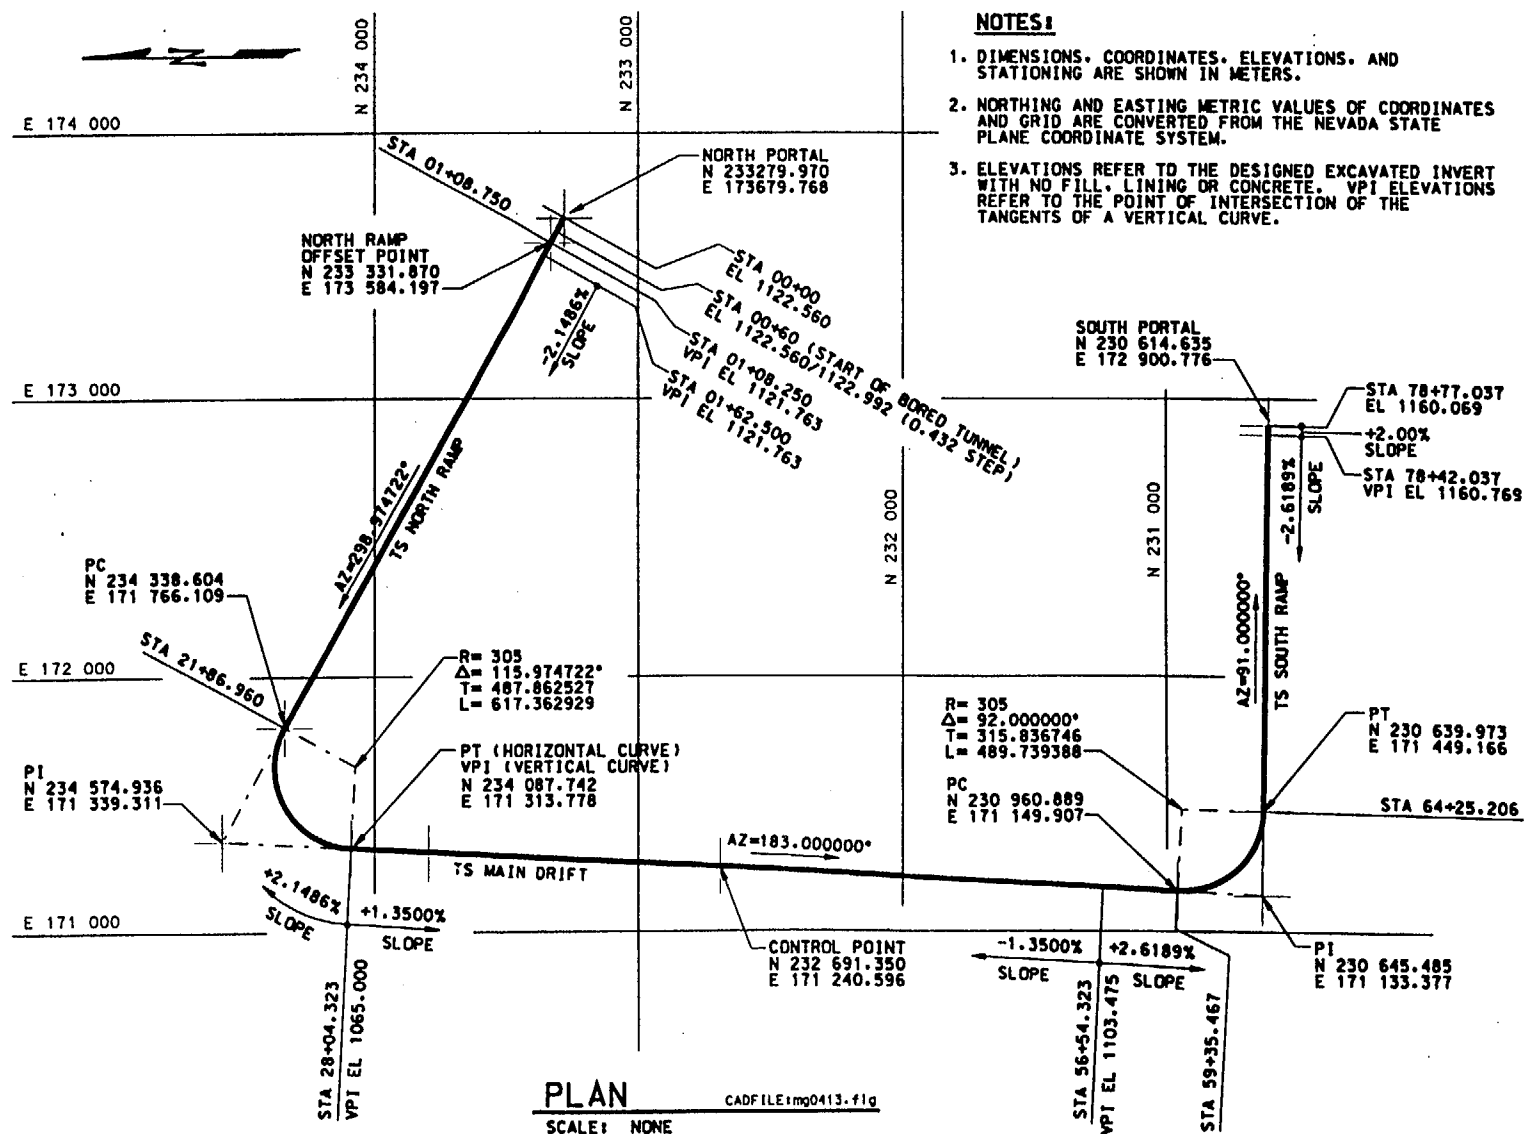 NOTES:
1. DIMENSIONS, COORDINATES, ELEVATIONS, AND
STATIONING ARE SHOWN IN METERS.
2. NORTHING AND EASTING METRIC VALUES OF COORDINATES
AND GRID ARE CONVERTED FROM THE NEVADA STATE
PLANE COORDINATE SYSTEM.
3. ELEVATIONS REFER TO THE DESIGNED EXCAVATED INVERT
WITH NO FILL, LINING OR CONCRETE. VPI ELEVATIONS
REFER TO THE POINT OF INTERSECTION OF THE
TANGENTS OF A VERTICAL CURVE.
N
N 234 000
N 233 000
E 174 000
STA 01+08.750
NORTH PORTAL
N 233279.970
E 173679.768
NORTH RAMP
OFFSET POINT
N 233 331.870
E 173 584.197
STA 00+00
EL 1122.560
STA 00+60 (START OF BORED TUNNEL)
EL 1122.560/1122.992 (0.432 STEP)
STA 01+08.250
VPI EL 1121.763
STA 01+62.500
VPI EL 1121.763
-2.1486%
SLOPE
E 173 000
SOUTH PORTAL
N 230 614.635
E 172 900.776
STA 78+77.037
EL 1160.069
+2.00%
SLOPE
STA 78+42.037
VPI EL 1160.769
-2.6189%
SLOPE
N 232 000
N 231 000
AZ=298.974722°
TS NORTH RAMP
PC
N 234 338.604
E 171 766.109
STA 21+86.960
E 172 000
R= 305
Δ= 115.974722°
T= 487.862527
L= 617.362929
AZ=91.000000°
TS SOUTH RAMP
R= 305
Δ= 92.000000°
T= 315.836746
L= 489.739388
PT
N 230 639.973
E 171 449.166
PT (HORIZONTAL CURVE)
VPI (VERTICAL CURVE)
N 234 087.742
E 171 313.778
PI
N 234 574.936
E 171 339.311
PC
N 230 960.889
E 171 149.907
STA 64+25.206
AZ=183.000000°
TS MAIN DRIFT
+2.1486%
SLOPE
+1.3500%
SLOPE
E 171 000
CONTROL POINT
N 232 691.350
E 171 240.596
-1.3500%
SLOPE
+2.6189%
SLOPE
PI
N 230 645.485
E 171 133.377
STA 28+04.323
VPI EL 1065.000
STA 56+54.323
VPI EL 1103.475
STA 59+35.467
PLAN
CADFILE:mg0413.fig
SCALE: NONE